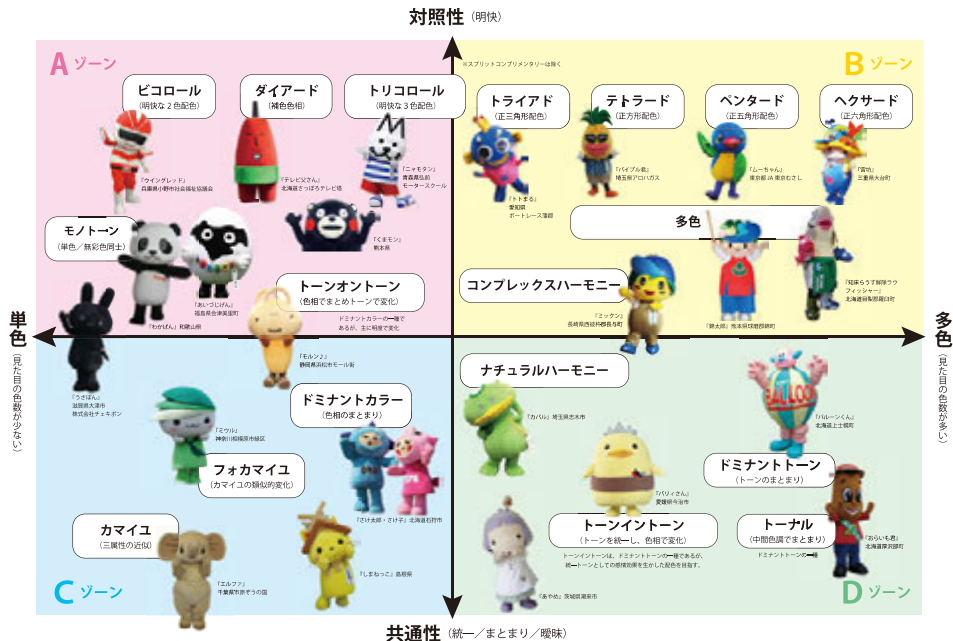 対照性（明快）
Aゾーン
Bゾーン
※スプリットコンプリメンタリーは除く
ビコロール
（明快な2色配色）
ダイアード
（補色色相）
トリコロール
（明快な3色配色）
トライアド
（正三角形配色）
テトラード
（正方形配色）
ペンタード
（正五角形配色）
ヘクサード
（正六角形配色）
『ウイングレッド』
兵庫県小野市社会福祉協議会
『テレビ父さん』
北海道さっぽろテレビ塔
『ニャモタン』
青森県弘前
モータースクール
『トトまる』
愛知県
ボートレース蒲郡
『パイプル君』
埼玉県アロハガス
『ムーちゃん』
東京都JA東京むさし
三重県大台町
モノトーン
（単色／無彩色同士）
『くまモン』
熊本県
多色
『あいづじげん』
福島県会津美里町
『わかぱん』和歌山県
トーンオントーン
（色相でまとめトーンで変化）
ドミナントカラーの一種で
あるが、主に明度で変化
コンプレックスハーモニー
『ミックン』
長崎県西彼杵郡長与町
『錦太郎』熊本県球磨郡錦町
フィッシャー』
北海道目梨郡羅臼町
単色（見た目の色数が少ない）
多色（見た目の色数が多い）
『うさぽん』
滋賀県大津市
株式会社チェキポン
『モルン♪』
静岡県浜松市モール街
ナチュラルハーモニー
ドミナントカラー
（色相のまとまり）
『ミウル』
神奈川相模原市緑区
『カパル』埼玉県志木市
BALLOON
『バルーンくん』
北海道上士幌町
フォカマイユ
（カマイユの類似的変化）
ドミナントトーン
（トーンのまとまり）
『バリィさん』
愛媛県今治市
『さけ太郎・さけ子』北海道石狩市
カマイユ
（三属性の近似）
トーンイントーン
（トーンを統一し、色相で変化）
トーナル
（中間色調でまとまり）
『おらいも君』
北海道厚沢部町
トーンイントーンは、ドミナントトーンの一種であるが、
統一トーンとしての感情効果を生かした配色を目指す。
ドミナントトーンの一種
『エルファ』
千葉県市原ぞうの国
『しまねっこ』島根県
『あやめ』茨城県潮来市
Cゾーン
Dゾーン
共通性（統一／まとまり／曖昧）